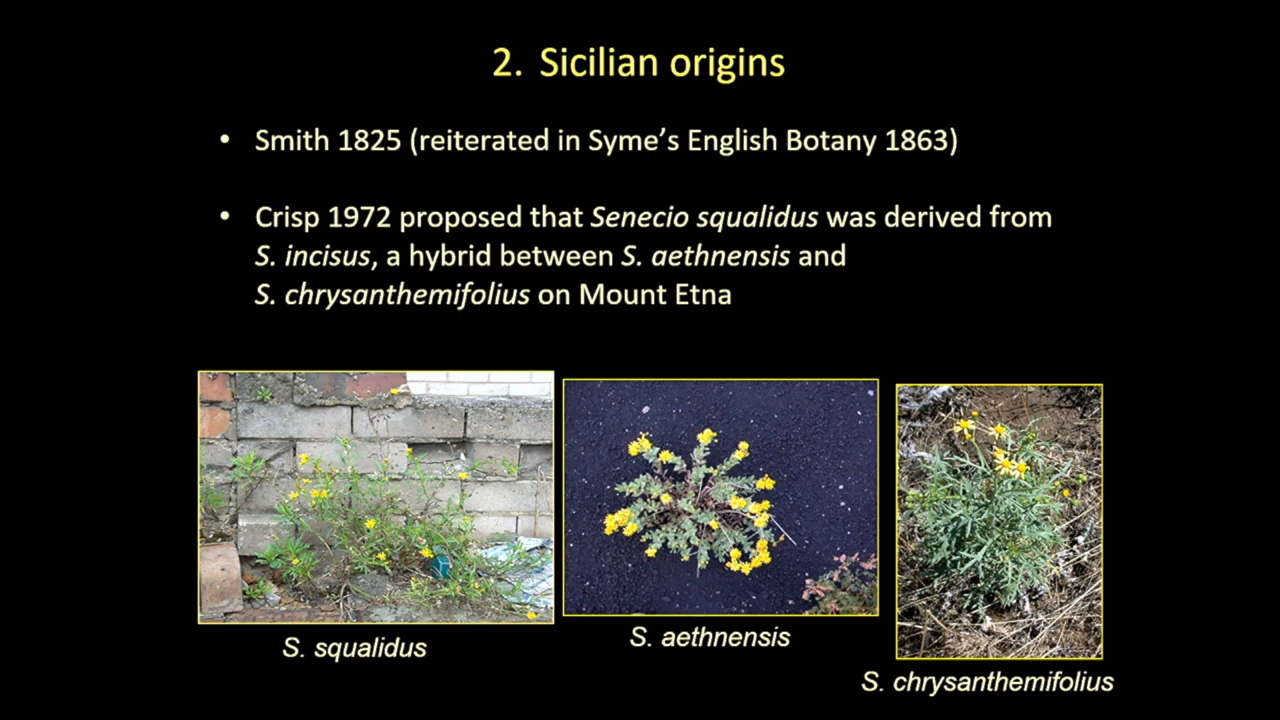 2. Sicilian origins
• Smith 1825 (reiterated in Syme’s English Botany 1863)
• Crisp 1972 proposed that Senecio squalidus was derived from
S. incisus, a hybrid between S. aethnensis and
S. chrysanthemifolius on Mount Etna
S. squalidus
S. aethnensis
S. chrysanthemifolius